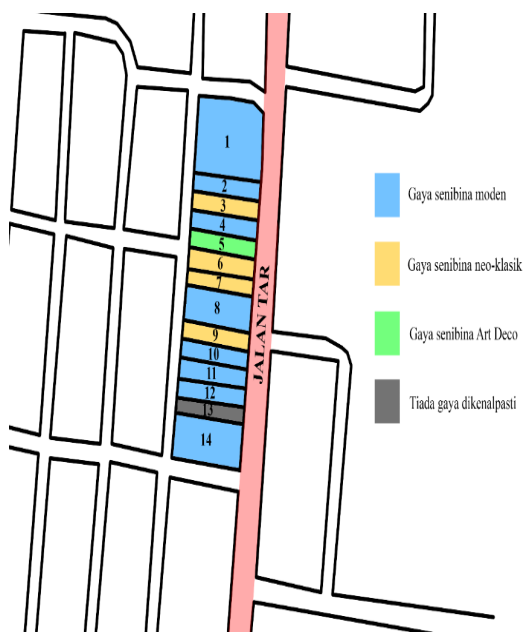 1
2
3
4
5
6
7
8
9
10
11
12
13
14
JALAN TAR
Gaya senibina moden
Gaya senibina neo-klasik
Gaya senibina Art Deco
Tiada gaya dikenalpasti